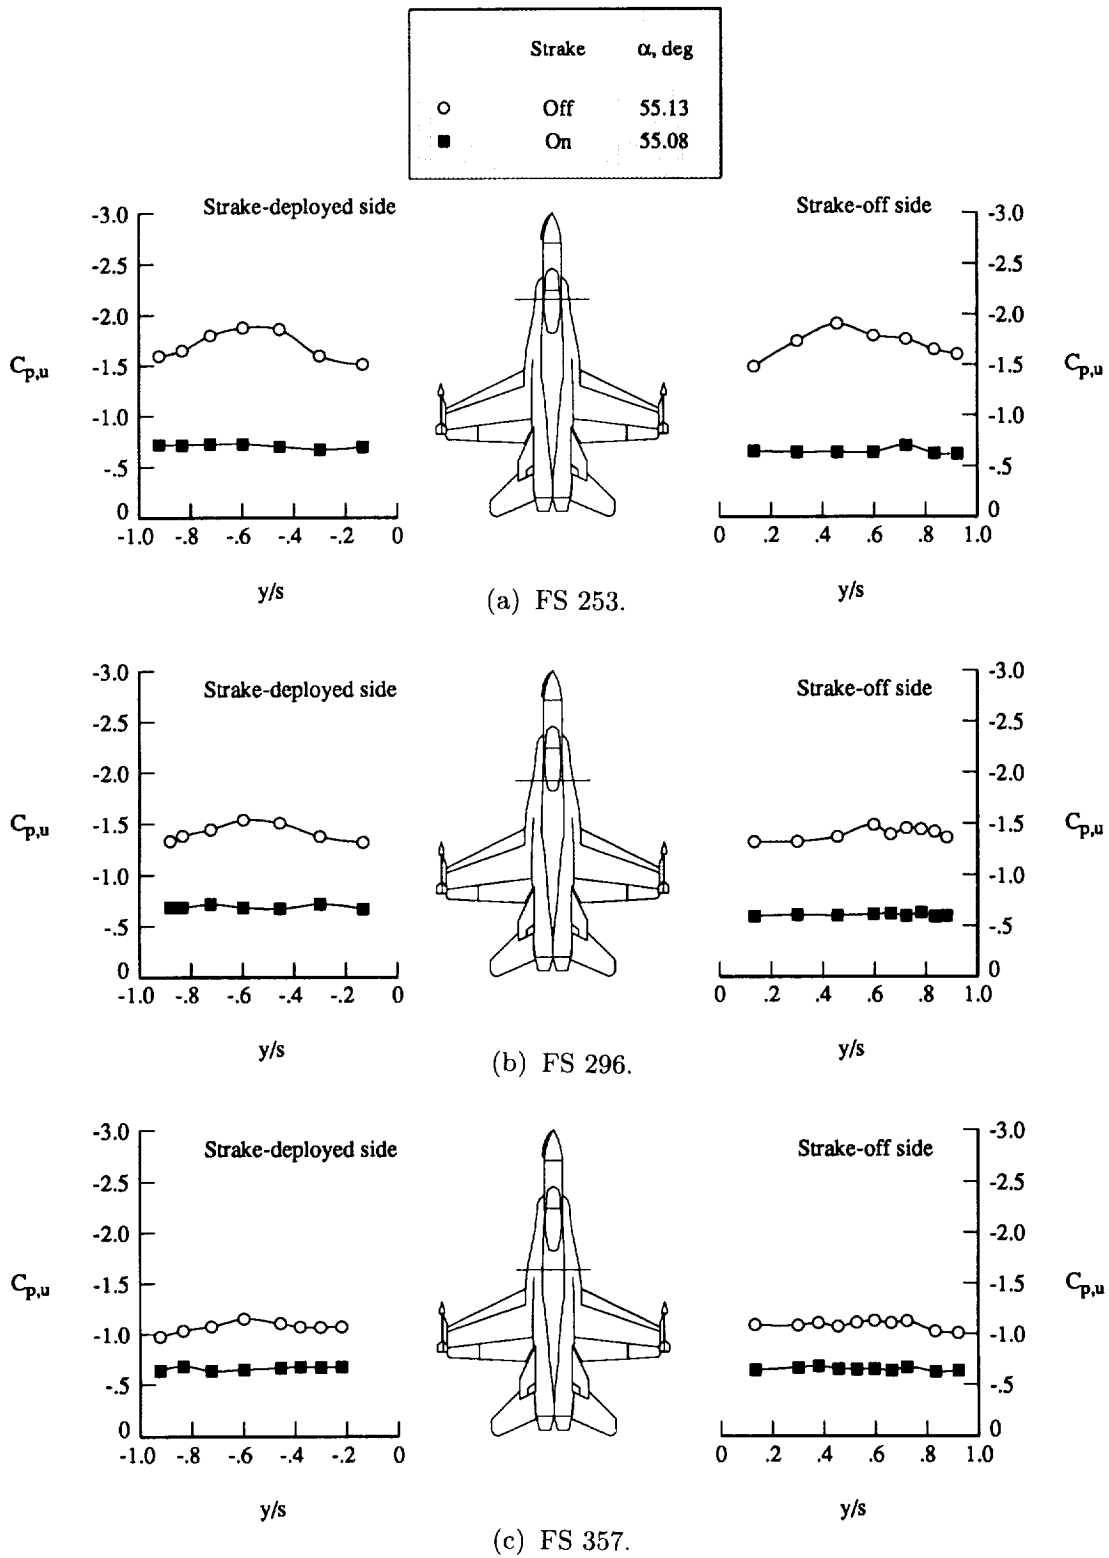 Strake α, deg
Off 55.13
On 55.08
Strake-deployed side
Strake-off side
-3.0
-2.5
-2.0
-1.5
-1.0
-.5
0
C_p,u
-1.0 -.8 -.6 -.4 -.2 0
y/s
-3.0
-2.5
-2.0
-1.5
-1.0
-.5
0
C_p,u
0 .2 .4 .6 .8 1.0
y/s
(a) FS 253.
Strake-deployed side
Strake-off side
-3.0
-2.5
-2.0
-1.5
-1.0
-.5
0
C_p,u
-1.0 -.8 -.6 -.4 -.2 0
y/s
-3.0
-2.5
-2.0
-1.5
-1.0
-.5
0
C_p,u
0 .2 .4 .6 .8 1.0
y/s
(b) FS 296.
Strake-deployed side
Strake-off side
-3.0
-2.5
-2.0
-1.5
-1.0
-.5
0
C_p,u
-1.0 -.8 -.6 -.4 -.2 0
y/s
-3.0
-2.5
-2.0
-1.5
-1.0
-.5
0
C_p,u
0 .2 .4 .6 .8 1.0
y/s
(c) FS 357.